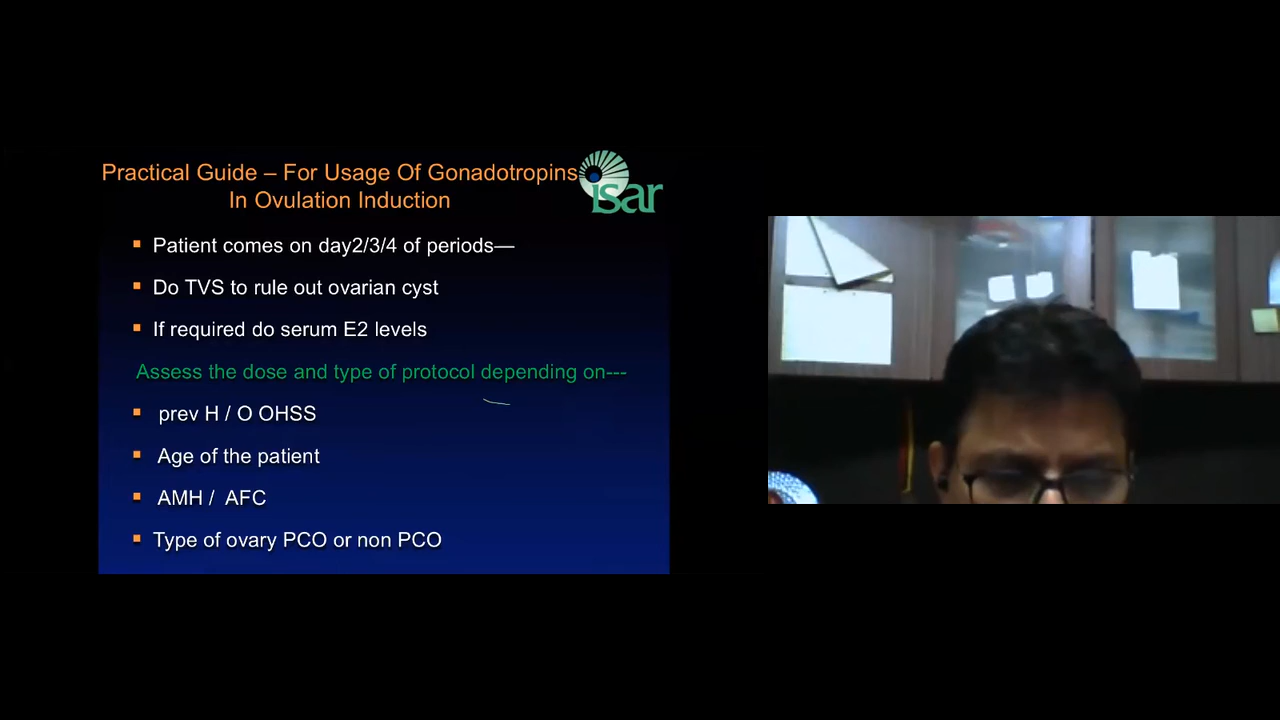 Practical Guide – For Usage Of Gonadotropins
In Ovulation Induction
isar
Patient comes on day2/3/4 of periods—
Do TVS to rule out ovarian cyst
If required do serum E2 levels
Assess the dose and type of protocol depending on---
prev H / O OHSS
Age of the patient
AMH / AFC
Type of ovary PCO or non PCO